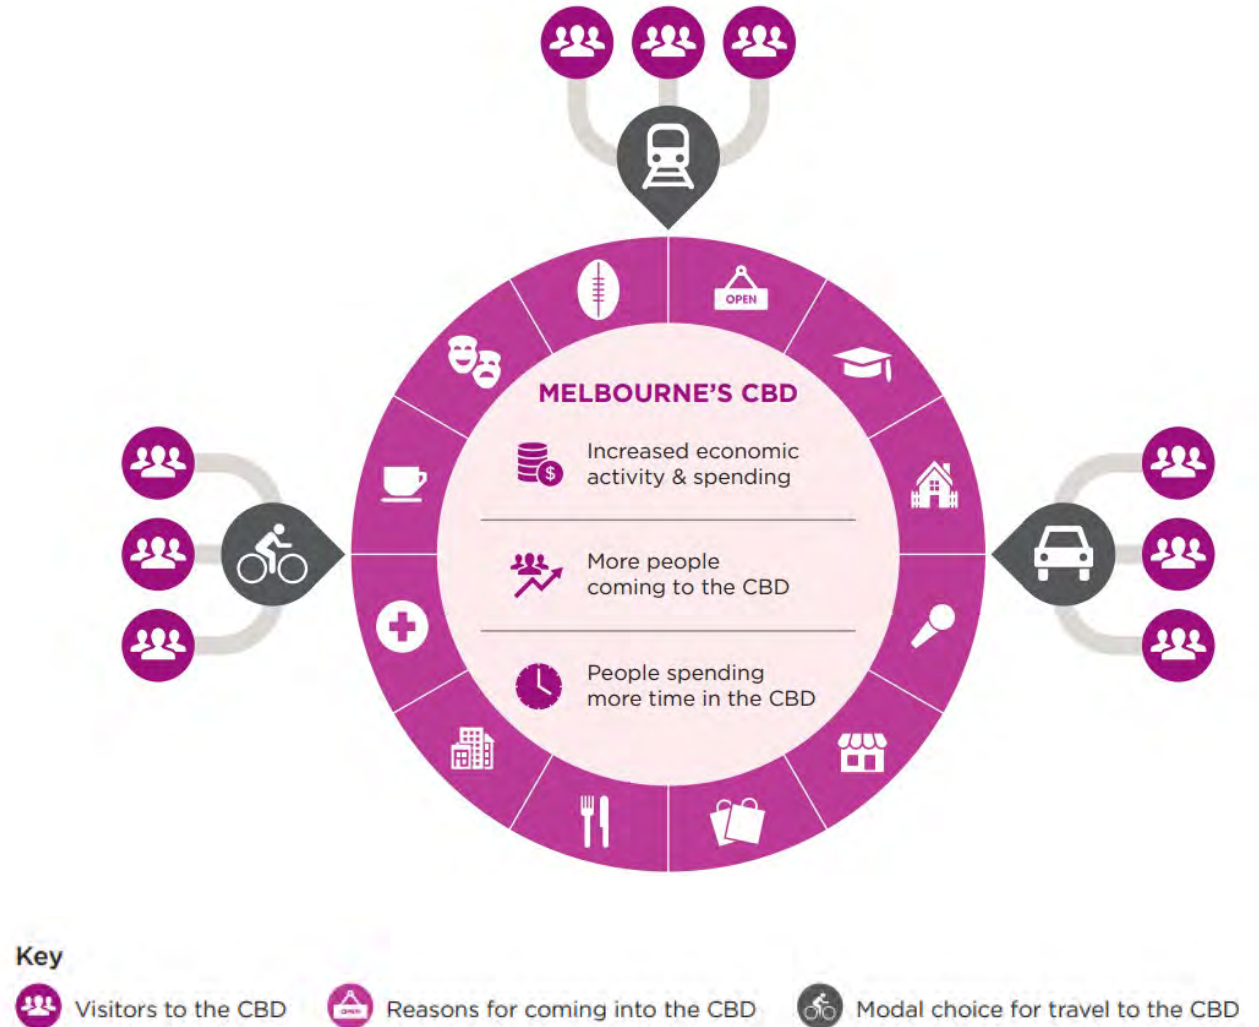 OPEN
MELBOURNE'S CBD
$
Increased economic
activity & spending
More people
coming to the CBD
People spending
more time in the CBD
Key
Visitors to the CBD
OPEN
Reasons for coming into the CBD
Modal choice for travel to the CBD